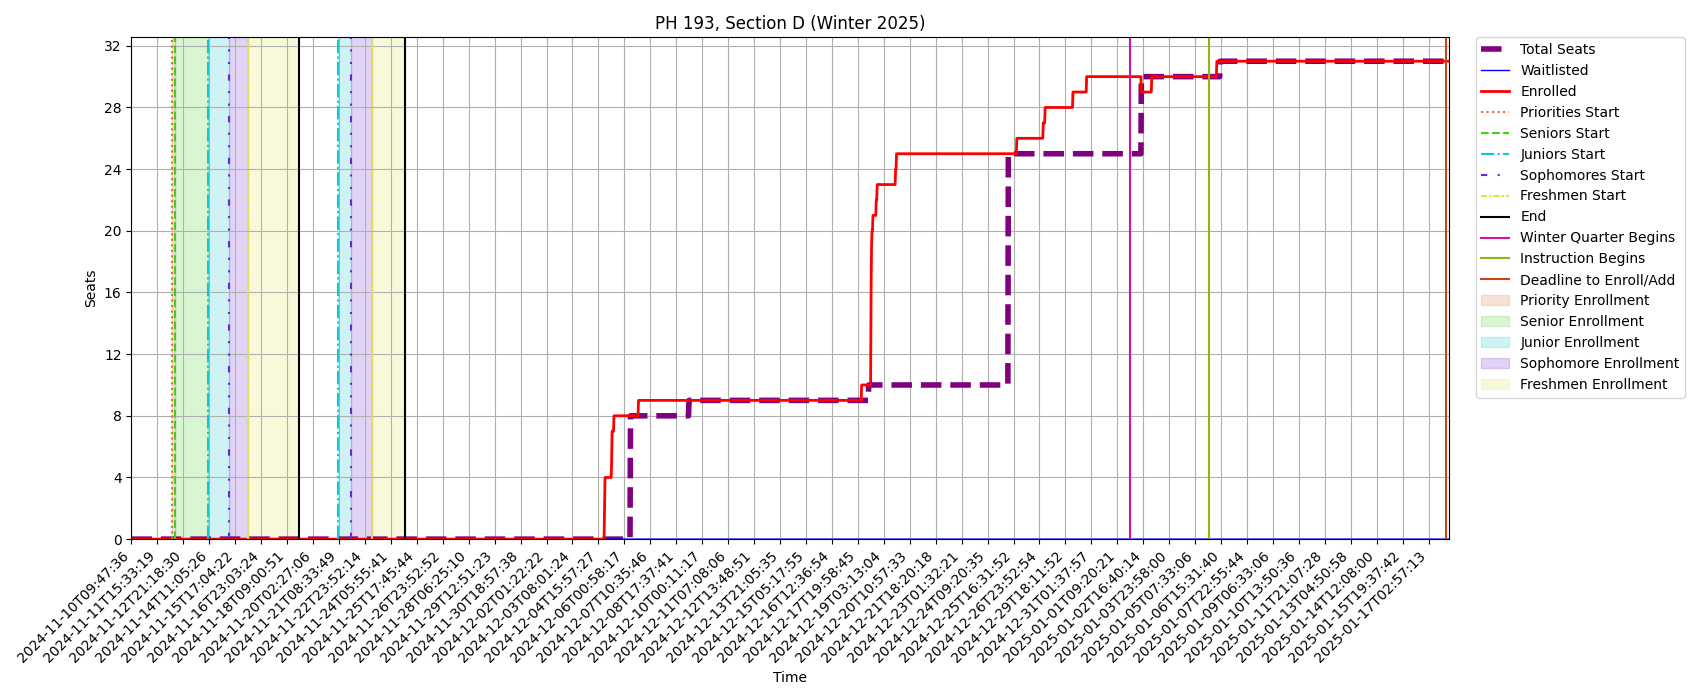 PH 193, Section D (Winter 2025)
32
28
24
20
16
12
8
4
0
Seats
2024-11-10T09:47:36
2024-11-11T15:33:19
2024-11-12T21:18:30
2024-11-14T11:05:26
2024-11-15T17:04:22
2024-11-16T23:03:24
2024-11-18T09:00:51
2024-11-20T02:27:06
2024-11-21T08:33:49
2024-11-22T23:52:14
2024-11-24T05:55:41
2024-11-25T17:45:44
2024-11-26T23:52:52
2024-11-28T06:25:10
2024-11-29T12:51:23
2024-11-30T18:57:38
2024-12-02T01:22:22
2024-12-03T08:01:24
2024-12-04T15:57:27
2024-12-06T00:58:17
2024-12-07T10:35:46
2024-12-08T17:37:41
2024-12-10T00:11:17
2024-12-11T07:08:06
2024-12-12T13:48:51
2024-12-13T21:05:35
2024-12-15T05:17:55
2024-12-16T12:36:54
2024-12-17T19:58:45
2024-12-19T03:13:04
2024-12-20T10:57:33
2024-12-21T18:20:18
2024-12-23T01:32:21
2024-12-24T09:20:35
2024-12-25T16:31:52
2024-12-26T23:52:54
2024-12-29T18:11:52
2024-12-31T01:37:57
2025-01-01T09:20:21
2025-01-02T16:40:14
2025-01-03T23:58:00
2025-01-05T07:33:06
2025-01-06T15:31:40
2025-01-07T22:55:44
2025-01-09T06:33:06
2025-01-10T13:50:36
2025-01-11T21:07:28
2025-01-13T04:50:58
2025-01-14T12:08:00
2025-01-15T19:37:42
2025-01-17T02:57:13
Time
Total Seats
Waitlisted
Enrolled
Priorities Start
Seniors Start
Juniors Start
Sophomores Start
Freshmen Start
End
Winter Quarter Begins
Instruction Begins
Deadline to Enroll/Add
Priority Enrollment
Senior Enrollment
Junior Enrollment
Sophomore Enrollment
Freshmen Enrollment